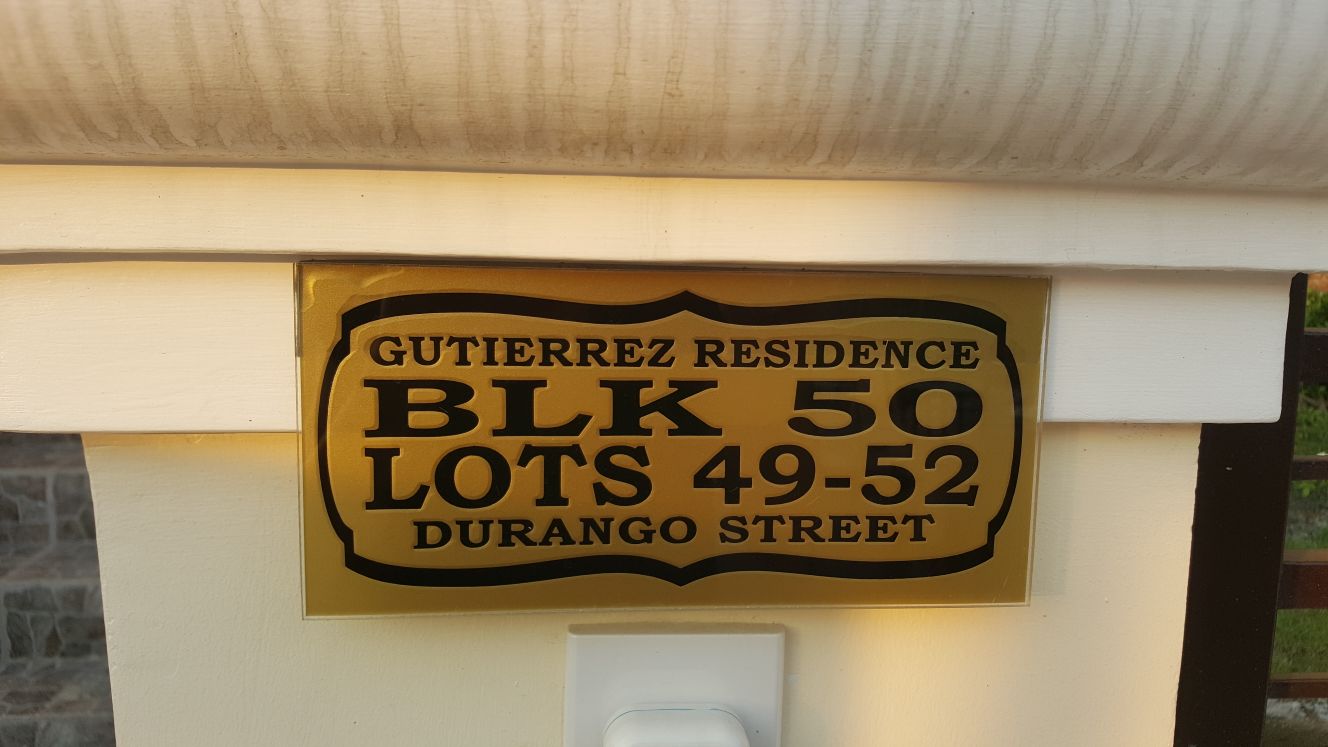 GUTIERREZ RESIDENCE
BLK 50
LOTS 49-52
DURANGO STREET